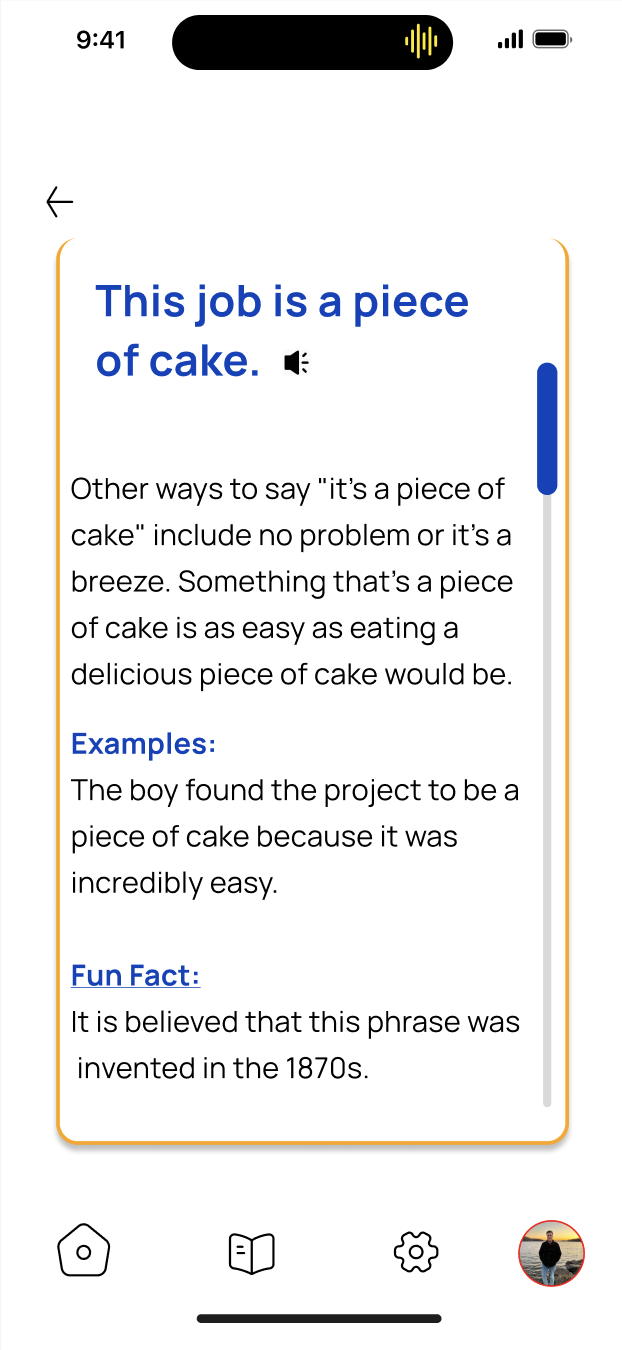 9:41
This job is a piece
of cake.
Other ways to say "it's a piece of
cake" include no problem or it's a
breeze. Something that's a piece
of cake is as easy as eating a
delicious piece of cake would be.
Examples:
The boy found the project to be a
piece of cake because it was
incredibly easy.
Fun Fact:
It is believed that this phrase was
invented in the 1870s.